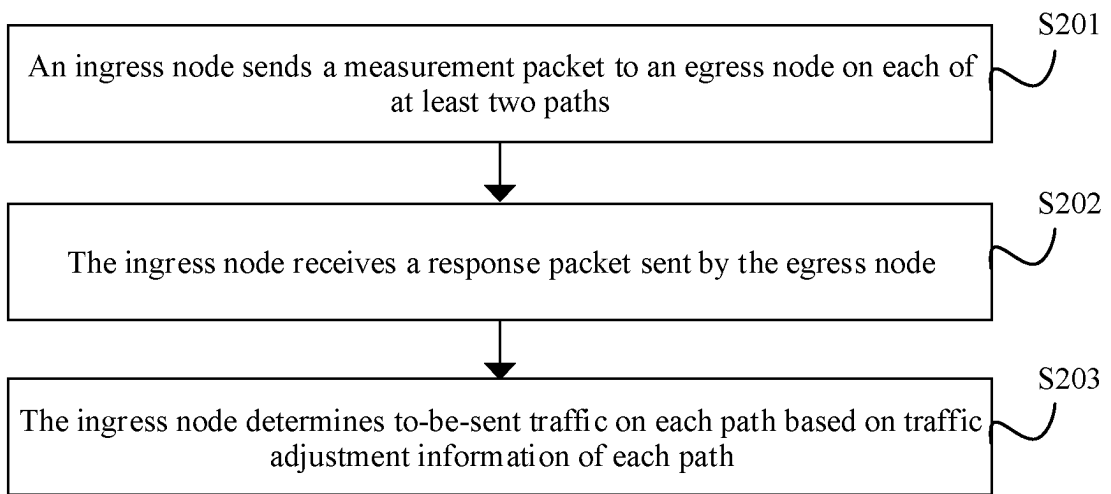 S201
An ingress node sends a measurement packet to an egress node on each of
at least two paths
S202
The ingress node receives a response packet sent by the egress node
S203
The ingress node determines to-be-sent traffic on each path based on traffic
adjustment information of each path